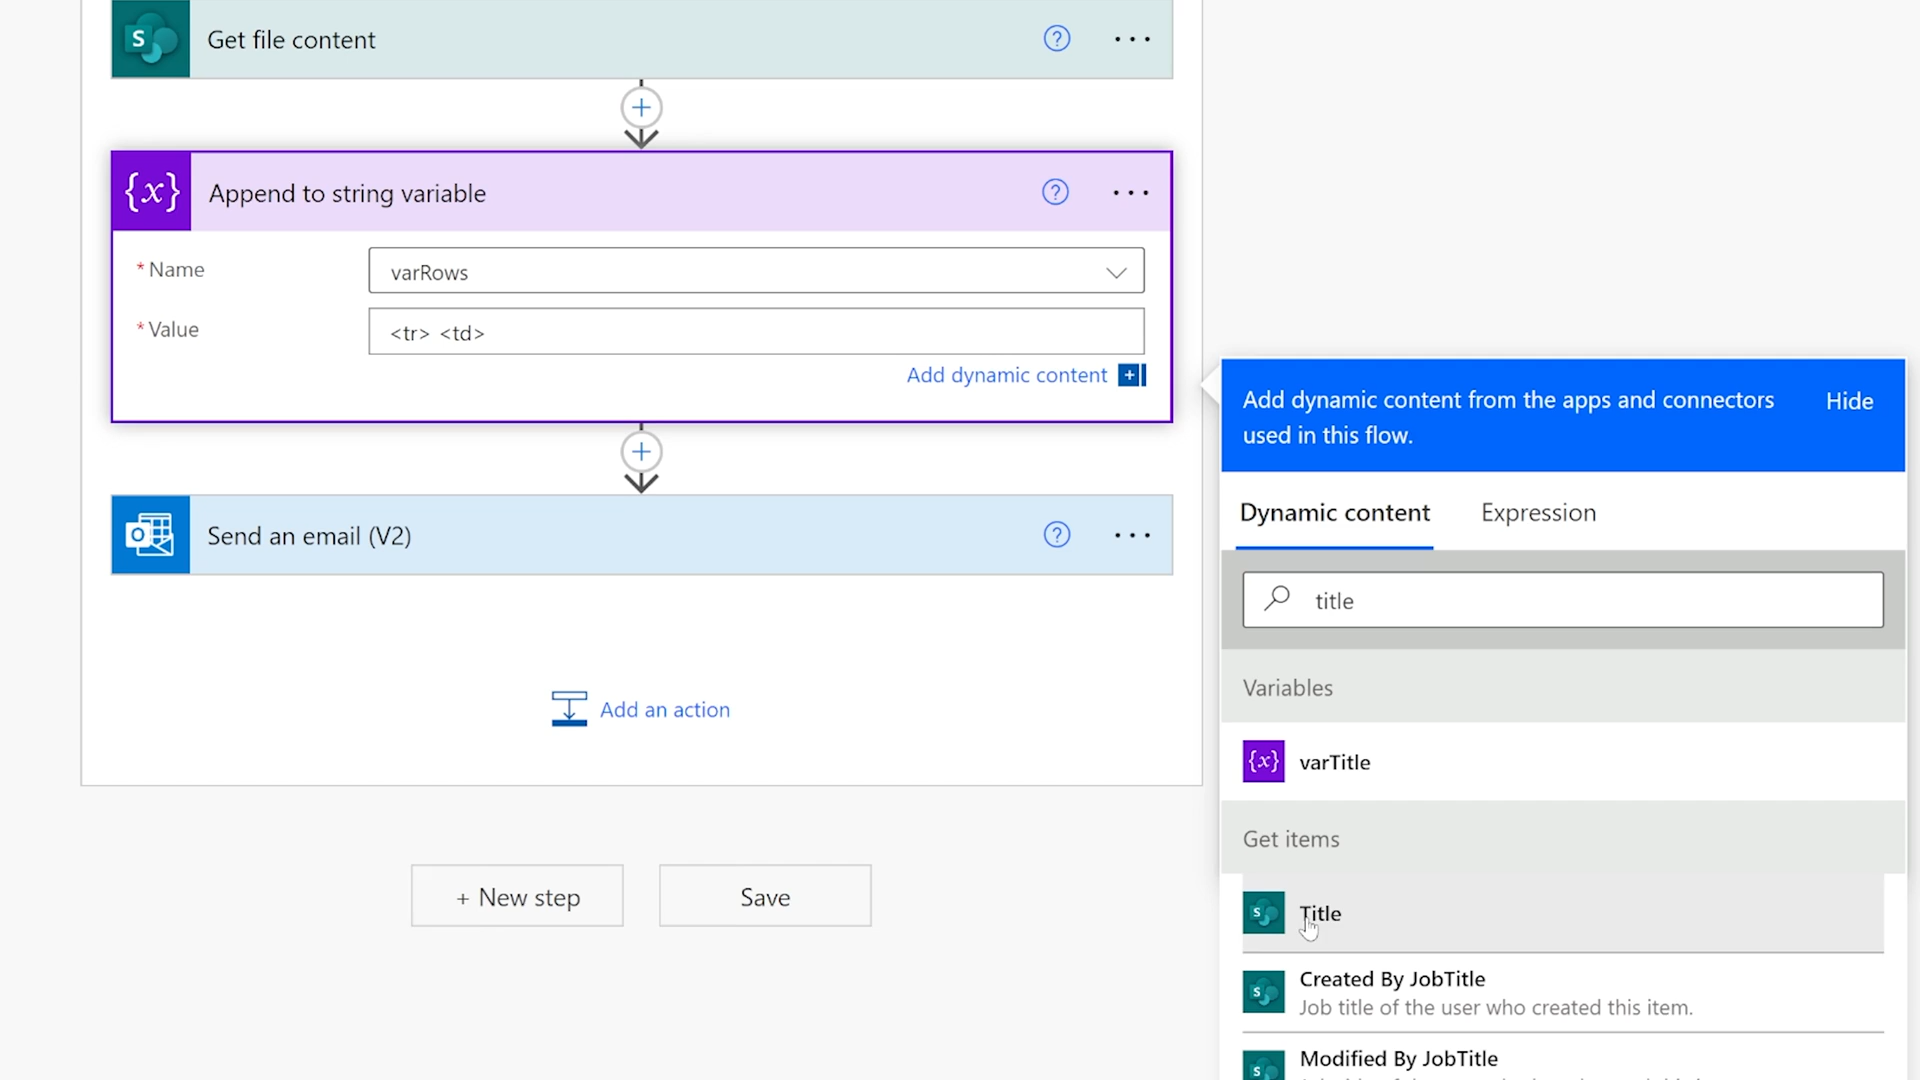 Get file content
Append to string variable
* Name
varRows
* Value
<tr> <td>
Add dynamic content
Send an email (V2)
Add an action
+ New step
Save
Add dynamic content from the apps and connectors
used in this flow.
Hide
Dynamic content
Expression
title
Variables
{x} varTitle
Get items
Title
Created By JobTitle
Job title of the user who created this item.
Modified By JobTitle